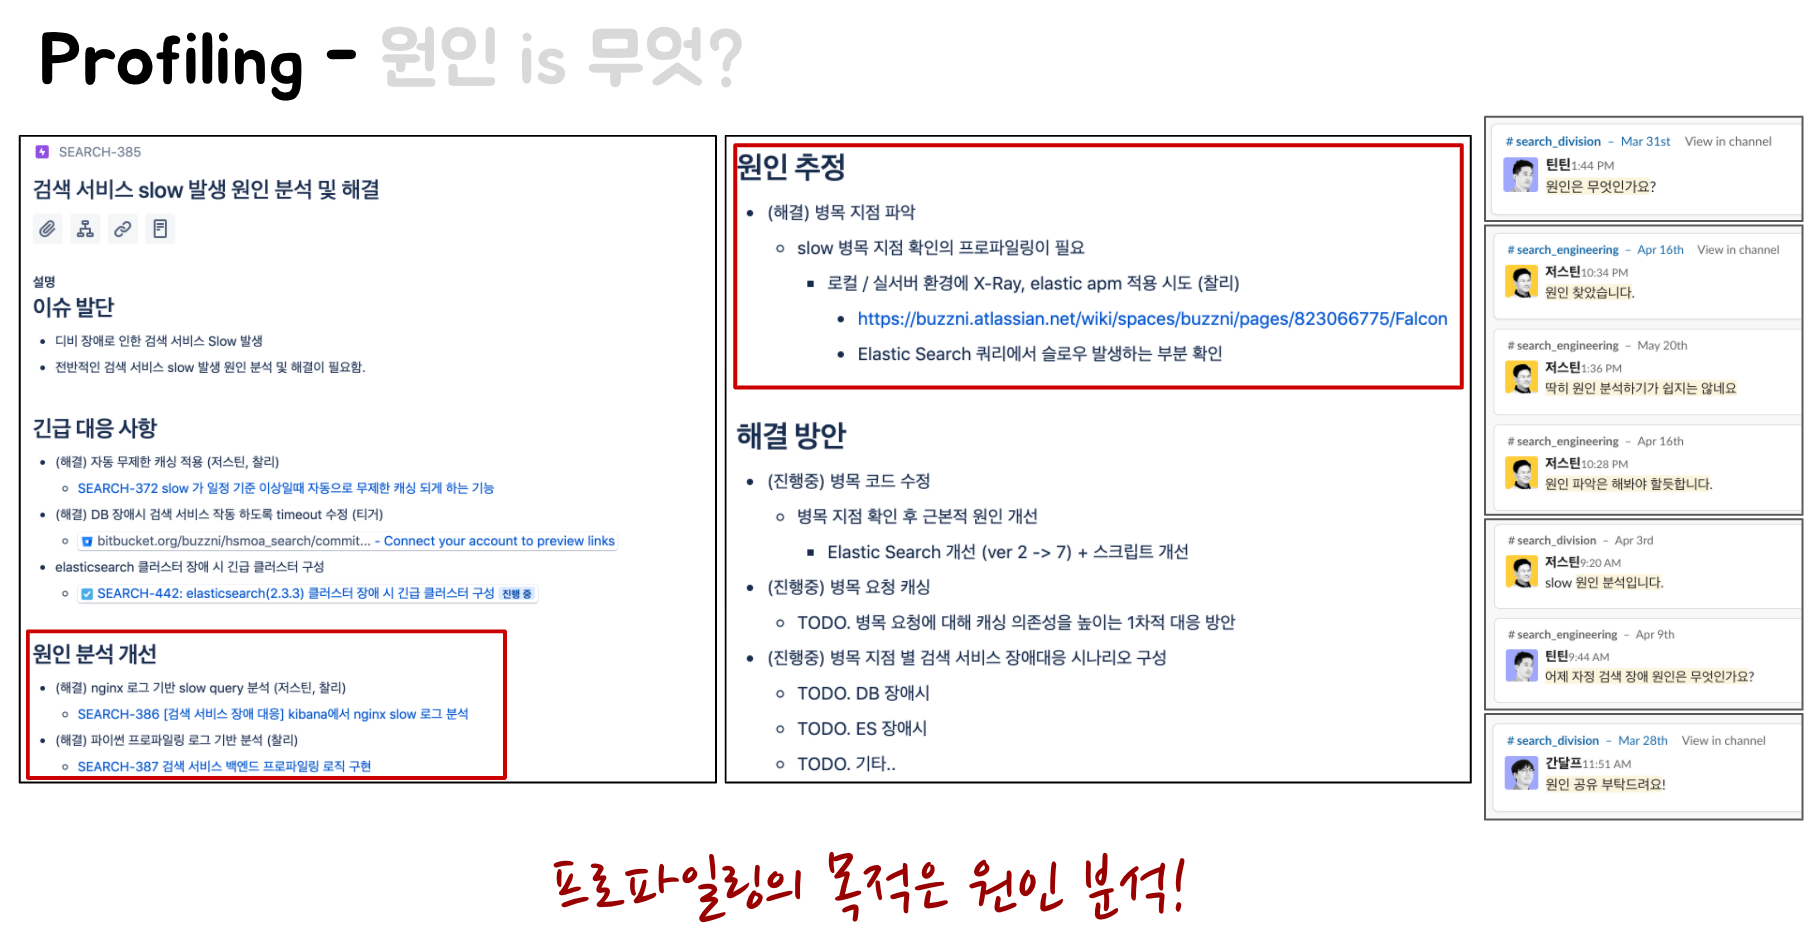 Profiling - 원인 is 무엇?
SEARCH-385
검색 서비스 slow 발생 원인 분석 및 해결
설명
이슈 발단
디비 장애로 인한 검색 서비스 Slow 발생
전반적인 검색 서비스 slow 발생 원인 분석 및 해결이 필요함.
긴급 대응 사항
(해결) 자동 무제한 캐싱 적용 (저스틴, 찰리)
SEARCH-372 slow 가 일정 기준 이상일때 자동으로 무제한 캐싱 되게 하는 기능
(해결) DB 장애시 검색 서비스 작동 하도록 timeout 수정 (티거)
bitbucket.org/buzzni/hsmoa_search/commit... - Connect your account to preview links
elasticsearch 클러스터 장애 시 긴급 클러스터 구성
SEARCH-442: elasticsearch(2.3.3) 클러스터 장애 시 긴급 클러스터 구성 진행 중
원인 분석 개선
(해결) nginx 로그 기반 slow query 분석 (저스틴, 찰리)
SEARCH-386 [검색 서비스 장애 대응] kibana에서 nginx slow 로그 분석
(해결) 파이썬 프로파일링 로그 기반 분석 (찰리)
SEARCH-387 검색 서비스 백엔드 프로파일링 로직 구현
원인 추정
(해결) 병목 지점 파악
slow 병목 지점 확인의 프로파일링이 필요
로컬 / 실서버 환경에 X-Ray, elastic apm 적용 시도 (찰리)
https://buzzni.atlassian.net/wiki/spaces/buzzni/pages/823066775/Falcon
Elastic Search 쿼리에서 슬로우 발생하는 부분 확인
해결 방안
(진행중) 병목 코드 수정
병목 지점 확인 후 근본적 원인 개선
Elastic Search 개선 (ver 2 -> 7) + 스크립트 개선
(진행중) 병목 요청 캐싱
TODO. 병목 요청에 대해 캐싱 의존성을 높이는 1차적 대응 방안
(진행중) 병목 지점 별 검색 서비스 장애대응 시나리오 구성
TODO. DB 장애시
TODO. ES 장애시
TODO. 기타..
# search_division - Mar 31st View in channel
틴틴1:44 PM
원인은 무엇인가요?
# search_engineering - Apr 16th View in channel
저스틴10:34 PM
원인 찾았습니다.
# search_engineering - May 20th
저스틴1:36 PM
딱히 원인 분석하기가 쉽지는 않네요
# search_engineering - Apr 16th
저스틴10:28 PM
원인 파악은 해봐야 할듯합니다.
# search_division - Apr 3rd
저스틴9:20 AM
slow 원인 분석입니다.
# search_engineering - Apr 9th
틴틴9:44 AM
어제 자정 검색 장애 원인은 무엇인가요?
# search_division - Mar 28th View in channel
간달프11:51 AM
원인 공유 부탁드려요!
프로파일링의 목적은 원인 분석!